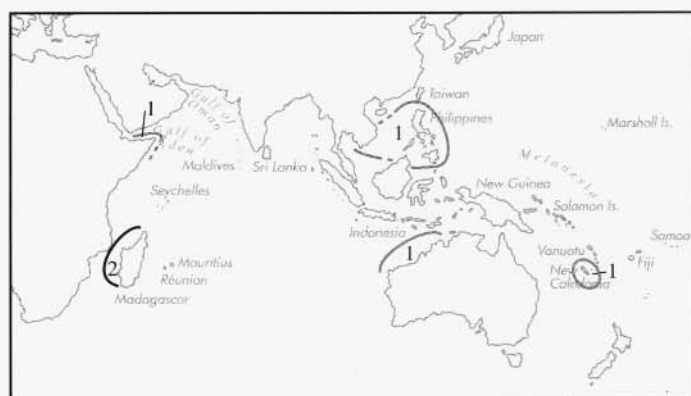 Japan
Taiwan
Gulf of
Oman
1
Philippines
1
Gulf of
Aden
Marshall Is.
Maldives
Sri Lanka
Melanesia
New Guinea
Seychelles
Solomon Is.
Indonesia
Samoa
Vanuatu
1
Fiji
2
Mauritius
New
1
Réunion
Caledonia
Madagascar